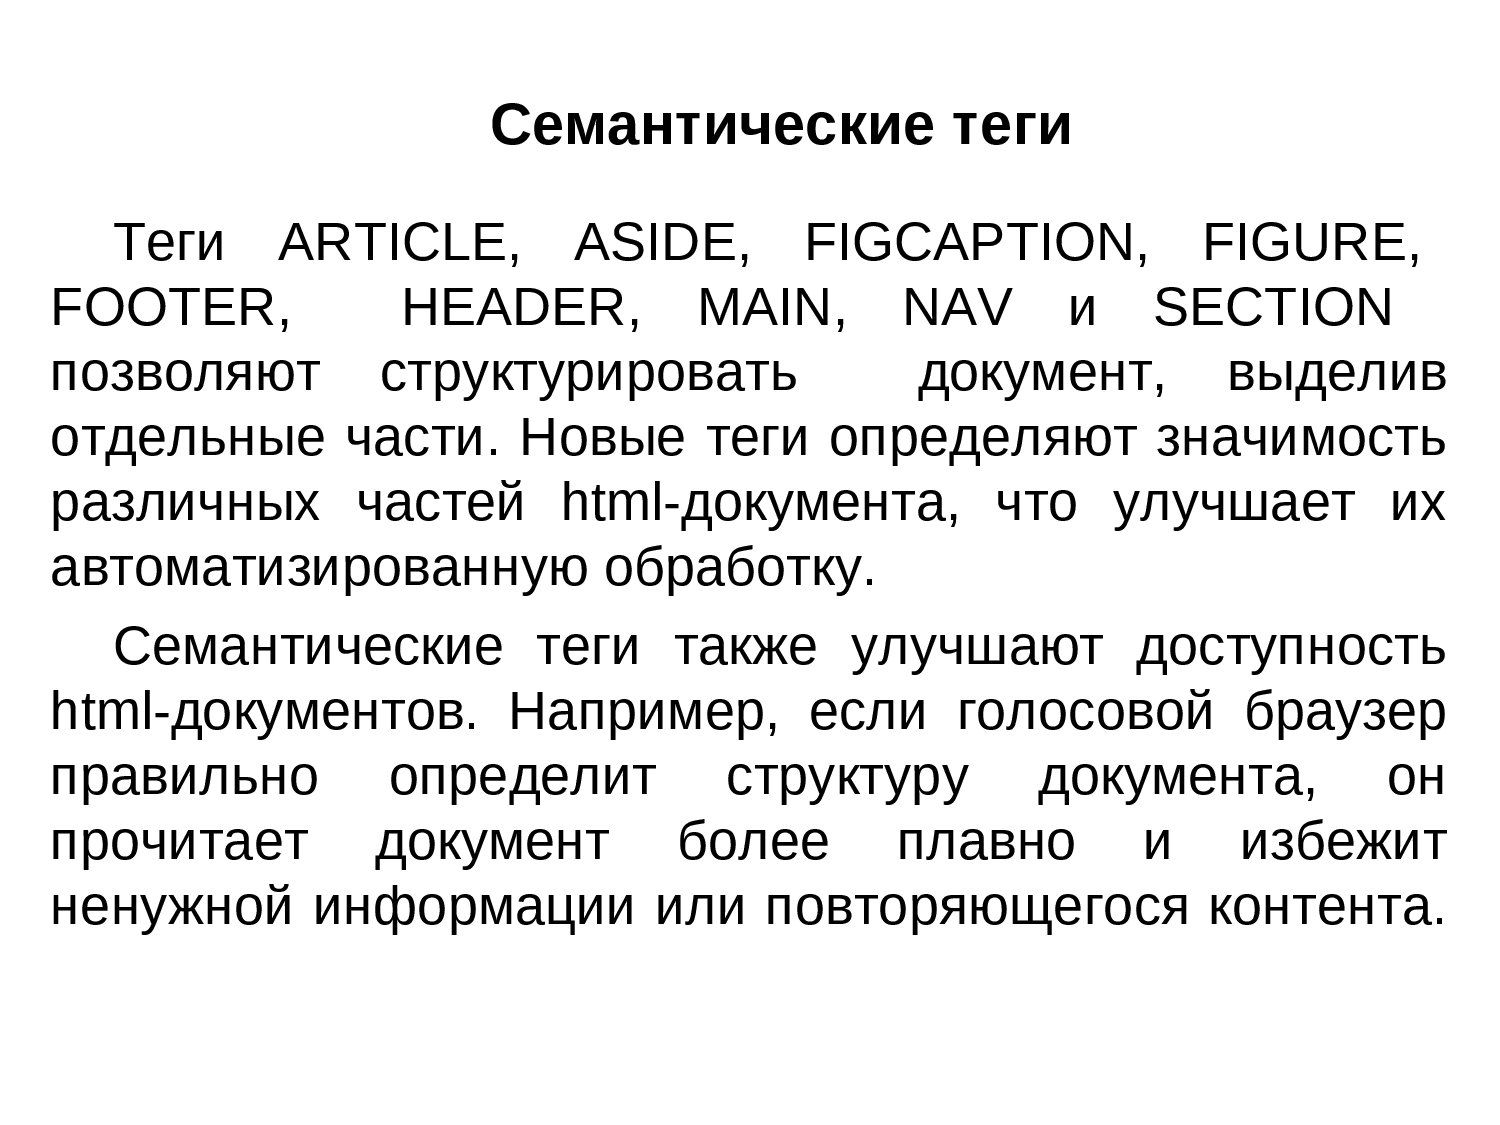 Семантические теги
Теги ARTICLE, ASIDE, FIGCAPTION, FIGURE,
FOOTER, HEADER, MAIN, NAV и SECTION
позволяют структурировать документ, выделив
отдельные части. Новые теги определяют значимость
различных частей html-документа, что улучшает их
автоматизированную обработку.
Семантические теги также улучшают доступность
html-документов. Например, если голосовой браузер
правильно определит структуру документа, он
прочитает документ более плавно и избежит
ненужной информации или повторяющегося контента.